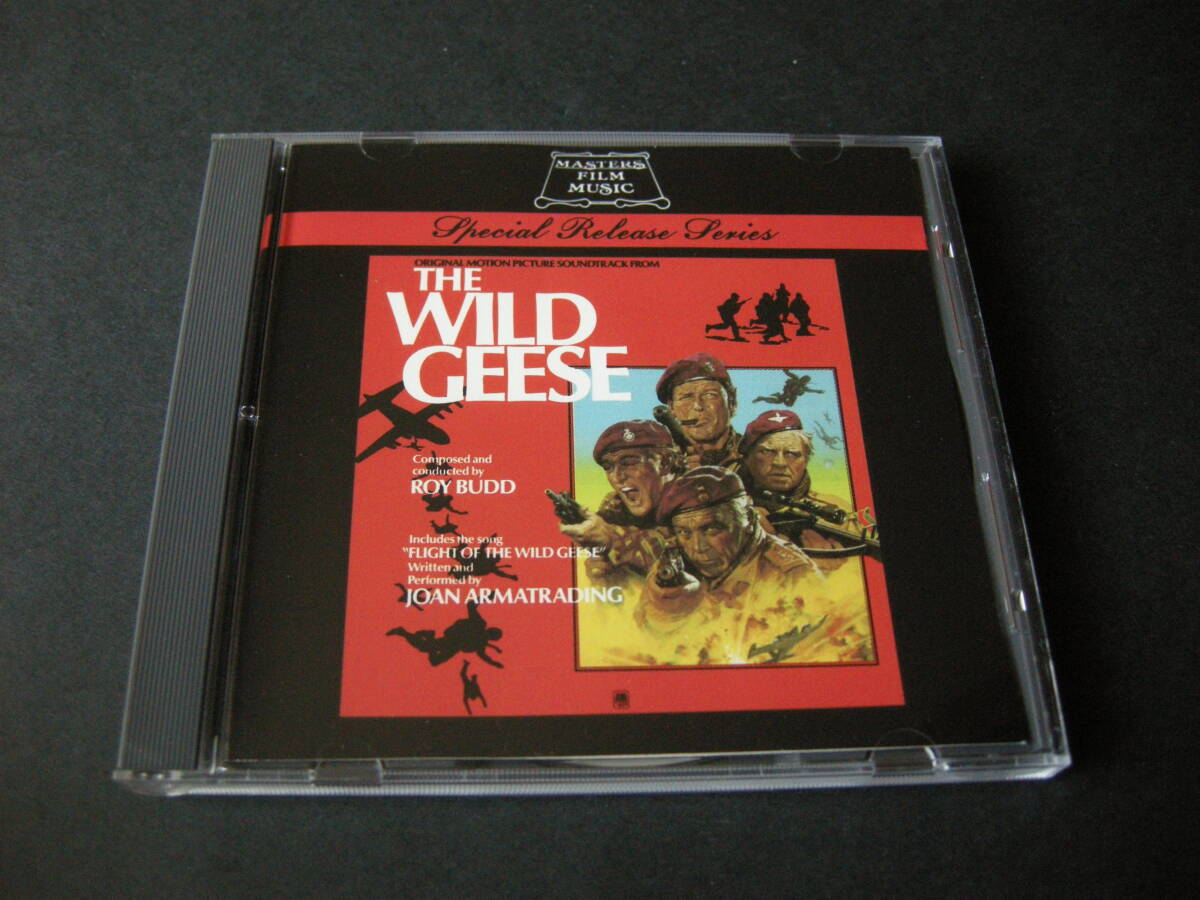 MASTERS
FILM
MUSIC
Special Release Series
ORIGINAL MOTION PICTURE SOUNDTRACK FROM
THE
WILD
GEESE
Composed and
conducted by
ROY BUDD
Includes the song
"FLIGHT OF THE WILD GEESE"
Written and
Performed by
JOAN ARMATRADING